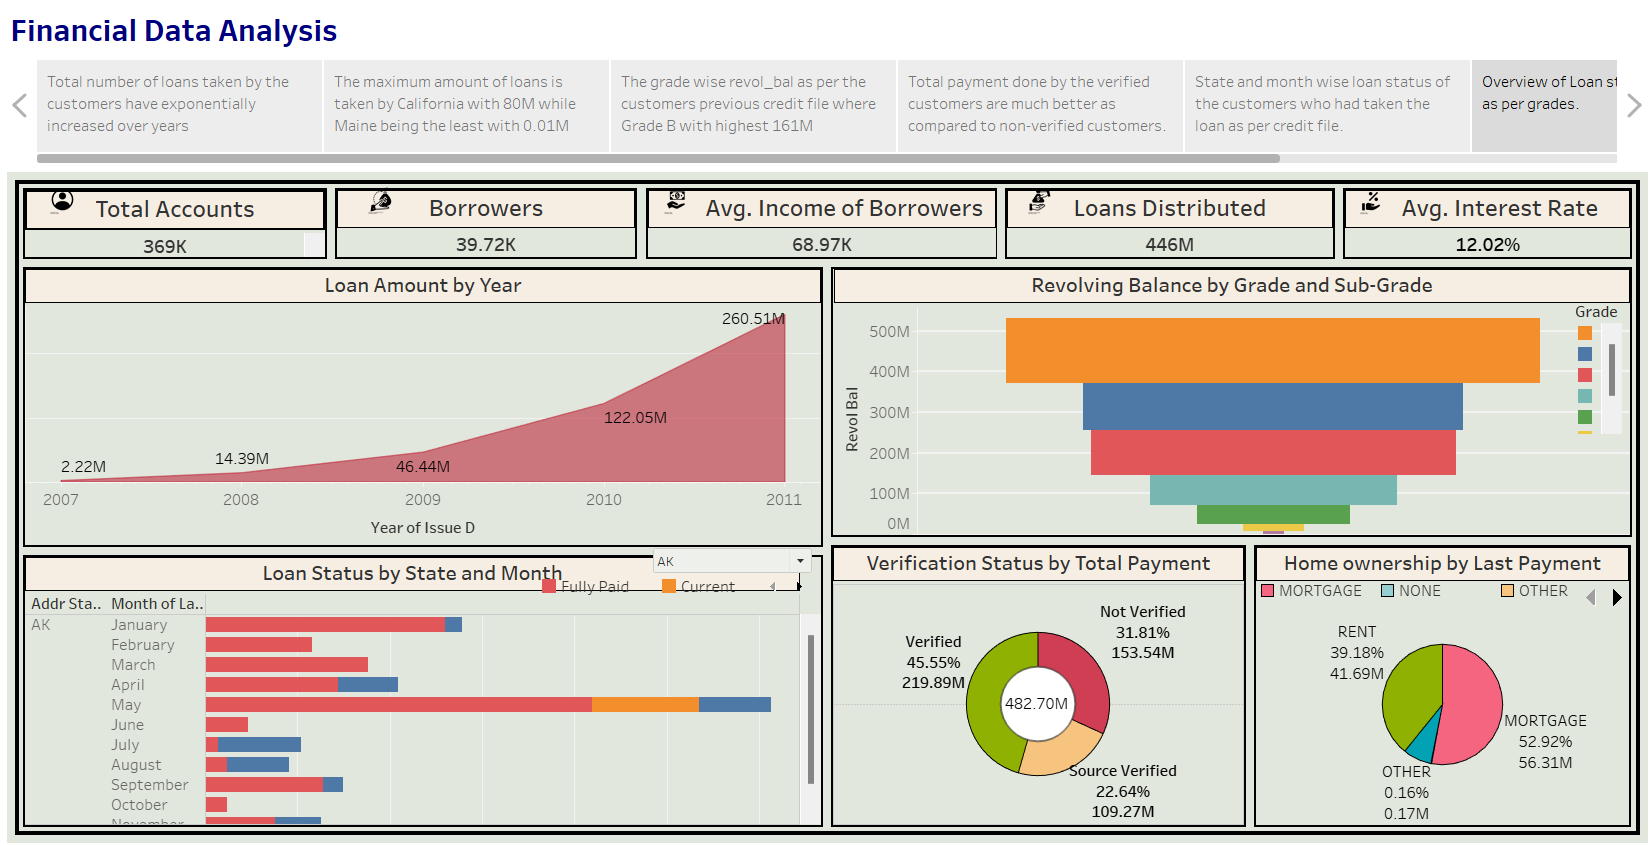 Financial Data Analysis
Total number of loans taken by the
customers have exponentially
increased over years
The maximum amount of loans is
taken by California with 80M while
Maine being the least with 0.01M
The grade wise revol_bal as per the
customers previous credit file where
Grade B with highest 161M
Total payment done by the verified
customers are much better as
compared to non-verified customers.
State and month wise loan status of
the customers who had taken the
loan as per credit file.
Overview of Loan st
as per grades.
Total Accounts
369K
Borrowers
39.72K
Avg. Income of Borrowers
68.97K
Loans Distributed
446M
Avg. Interest Rate
12.02%
Loan Amount by Year
260.51M
122.05M
46.44M
14.39M
2.22M
2007 2008 2009 2010 2011
Year of Issue D
Revolving Balance by Grade and Sub-Grade
Grade
500M
400M
300M
200M
100M
0M
Revol Bal
Loan Status by State and Month
AK
Fully Paid Current
Addr Sta.. Month of La..
AK January
February
March
April
May
June
July
August
September
October
November
Verification Status by Total Payment
Not Verified
31.81%
153.54M
Verified
45.55%
219.89M
482.70M
Source Verified
22.64%
109.27M
Home ownership by Last Payment
MORTGAGE NONE OTHER
RENT
39.18%
41.69M
MORTGAGE
52.92%
56.31M
OTHER
0.16%
0.17M